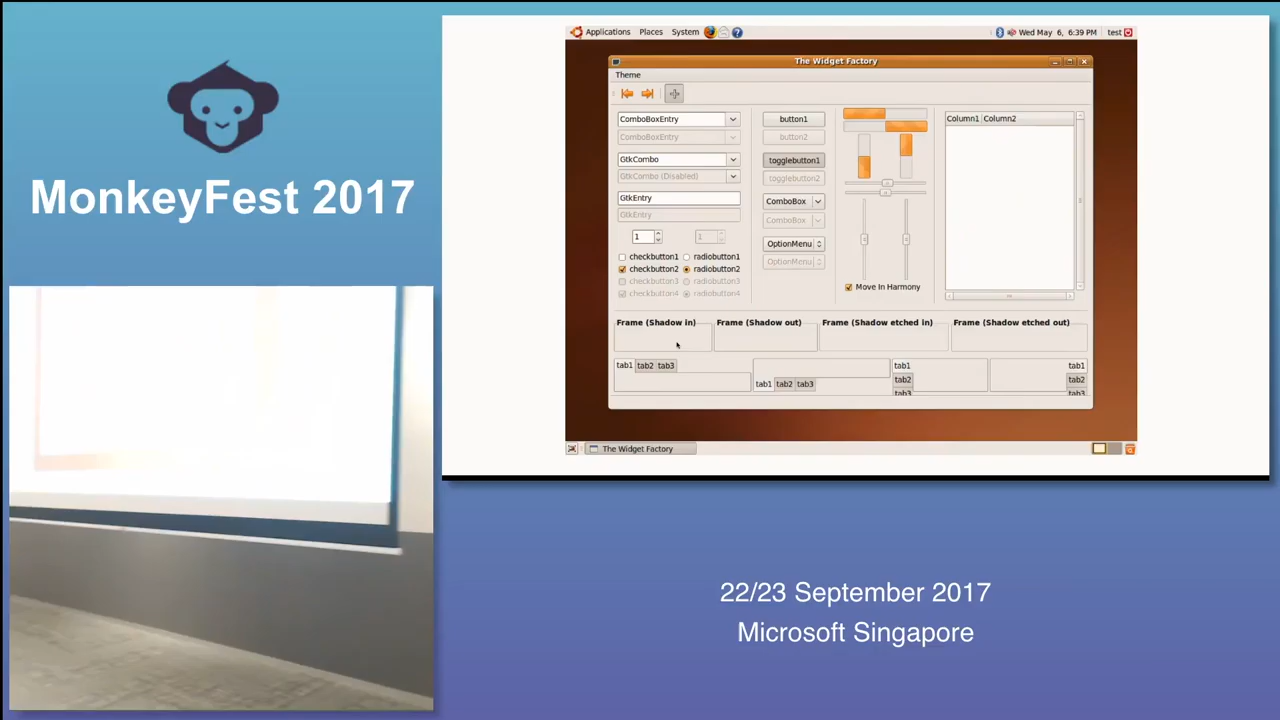 MonkeyFest 2017
Applications Places System
Wed May 6, 6:39 PM test
The Widget Factory
Theme
ComboBoxEntry
ComboBoxEntry
GtkCombo
GtkCombo (Disabled)
GtkEntry
GtkEntry
1 1
checkbutton1 radiobutton1
checkbutton2 radiobutton2
checkbutton3 radiobutton3
checkbutton4 radiobutton4
button1
button2
togglebutton1
togglebutton2
ComboBox
ComboBox
OptionMenu
OptionMenu
Move In Harmony
Column1 Column2
Frame (Shadow in) Frame (Shadow out) Frame (Shadow etched in) Frame (Shadow etched out)
tab1 tab2 tab3
tab1 tab2 tab3
tab1
tab2
tab3
tab1
tab2
tab3
The Widget Factory
22/23 September 2017
Microsoft Singapore